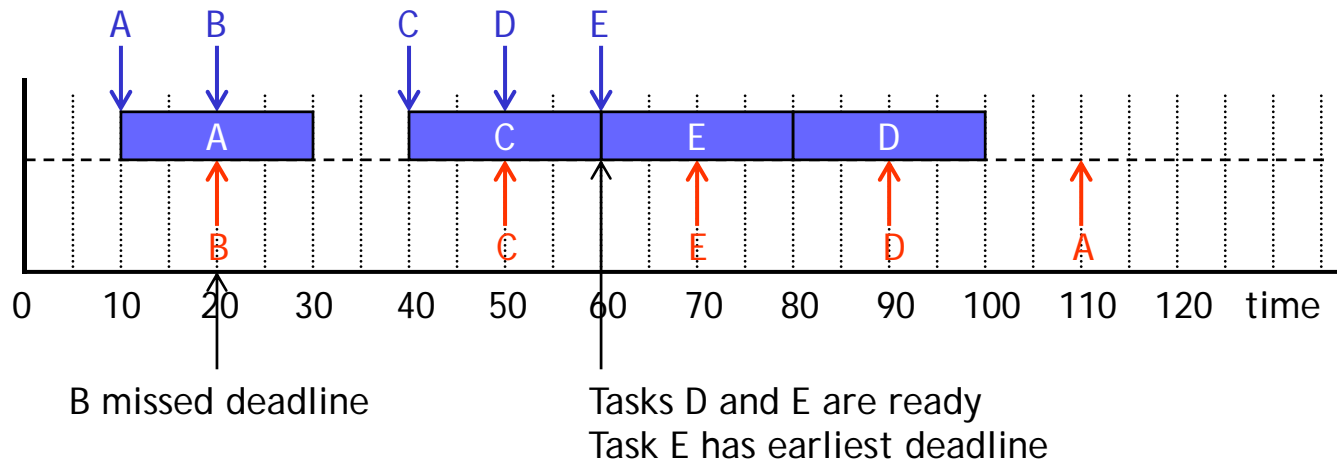 A B C D E
A C E D
B C E D A
0 10 20 30 40 50 60 70 80 90 100 110 120 time
B missed deadline
Tasks D and E are ready
Task E has earliest deadline